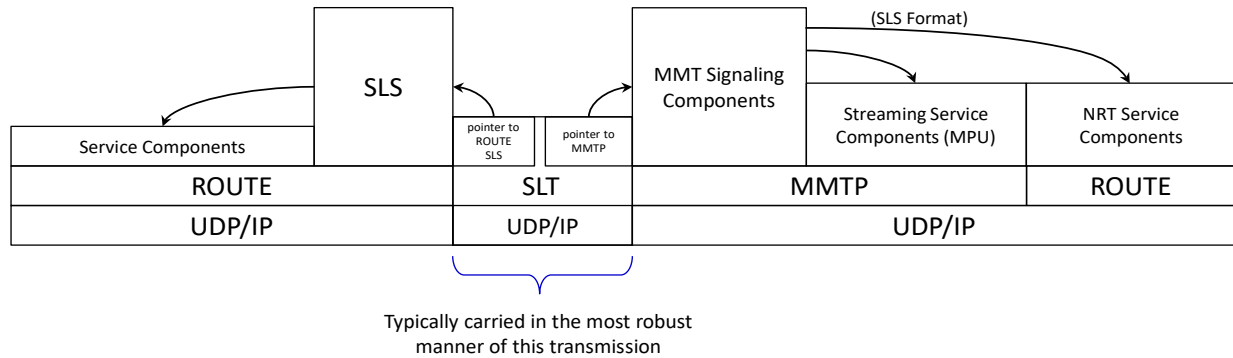 (SLS Format)
SLS
MMT Signaling
Components
Service Components
pointer to
ROUTE
SLS
pointer to
MMTP
Streaming Service
Components (MPU)
NRT Service
Components
ROUTE
SLT
MMTP
ROUTE
UDP/IP
UDP/IP
UDP/IP
Typically carried in the most robust
manner of this transmission